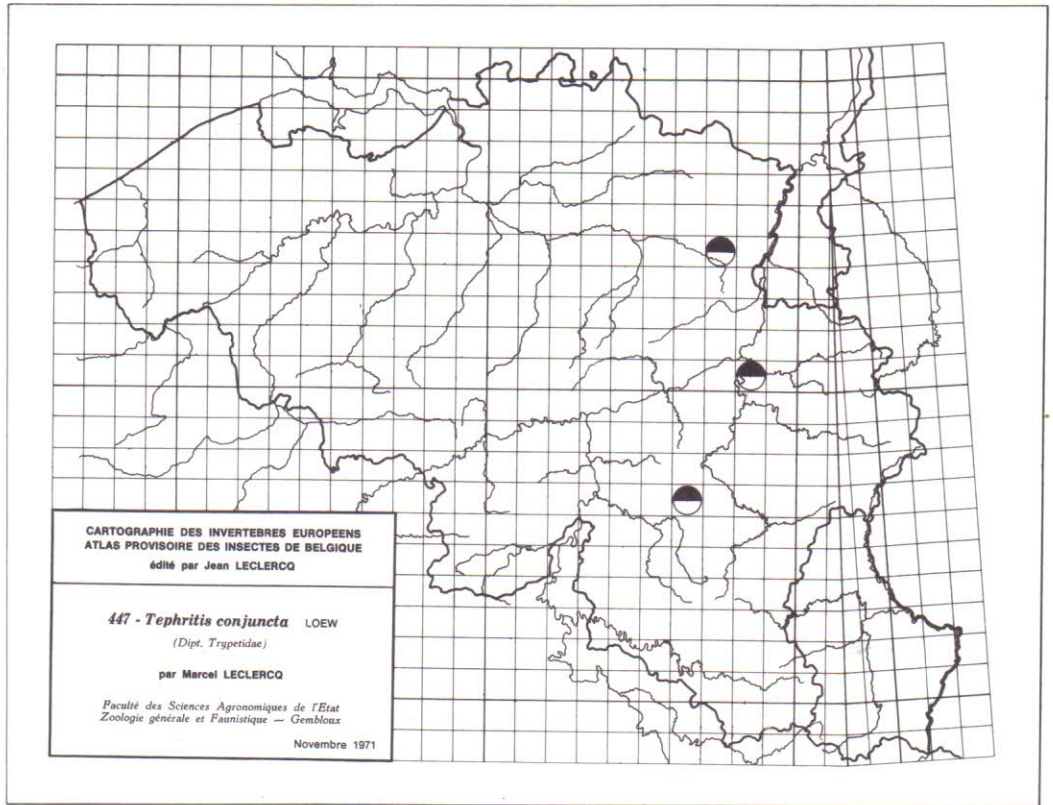 CARTOGRAPHIE DES INVERTEBRES EUROPEENS
ATLAS PROVISOIRE DES INSECTES DE BELGIQUE
édité par Jean LECLERCQ
447 - Tephritis conjuncta LOEW
(Dipt. Trypetidae)
par Marcel LECLERCQ
Faculté des Sciences Agronomiques de l'Etat
Zoologie générale et Faunistique — Gembloux
Novembre 1971